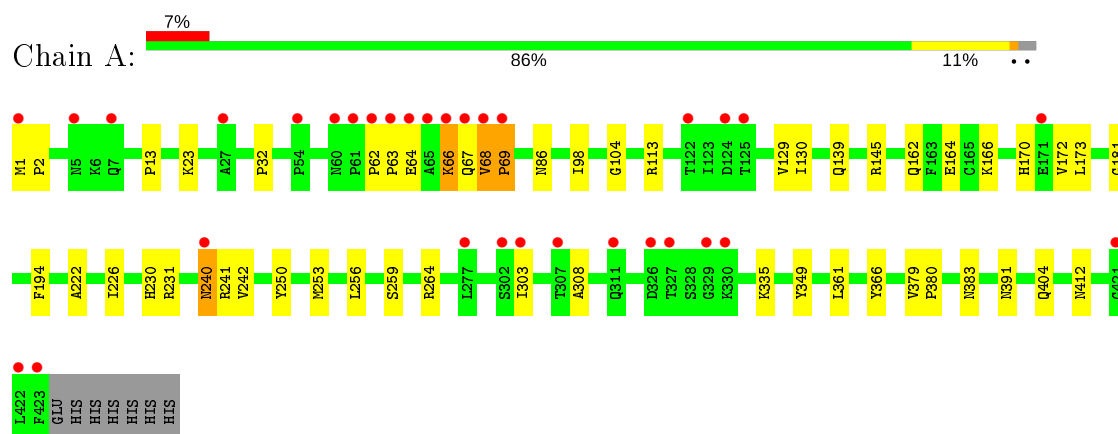 7%
Chain A:
86% 11% • •
M1 P2 N5 K6 Q7 P13 K23 A27 P32 P54 N60 P61 P62 P63 E64 A65 K66 Q67 V68 P69 N86 I98 G104 R113 T122 I123 D124 T125 V129 I130 Q139 R145 Q162 F163 E164 C165 K166 H170 E171 V172 L173
F194 A222 I226 H230 R231 N240 R241 V242 Y250 M253 L256 S259 R264 L277 S302 I303 T307 A308 Q311 D326 T327 S328 G329 K330 K335 Y349 L361 Y366 V379 P380 N383 N391 Q404 N412
L422 F423 GLU HIS HIS HIS HIS HIS HIS